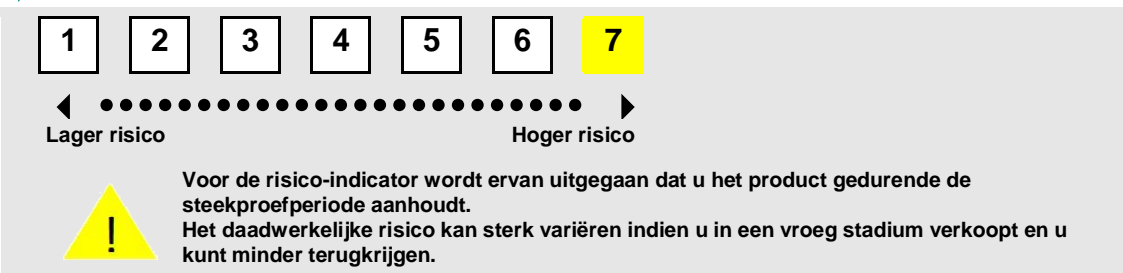 1 2 3 4 5 6 7
Lager risico Hoger risico
!
Voor de risico-indicator wordt ervan uitgegaan dat u het product gedurende de
steekproefperiode aanhoudt.
Het daadwerkelijke risico kan sterk variëren indien u in een vroeg stadium verkoopt en u
kunt minder terugkrijgen.